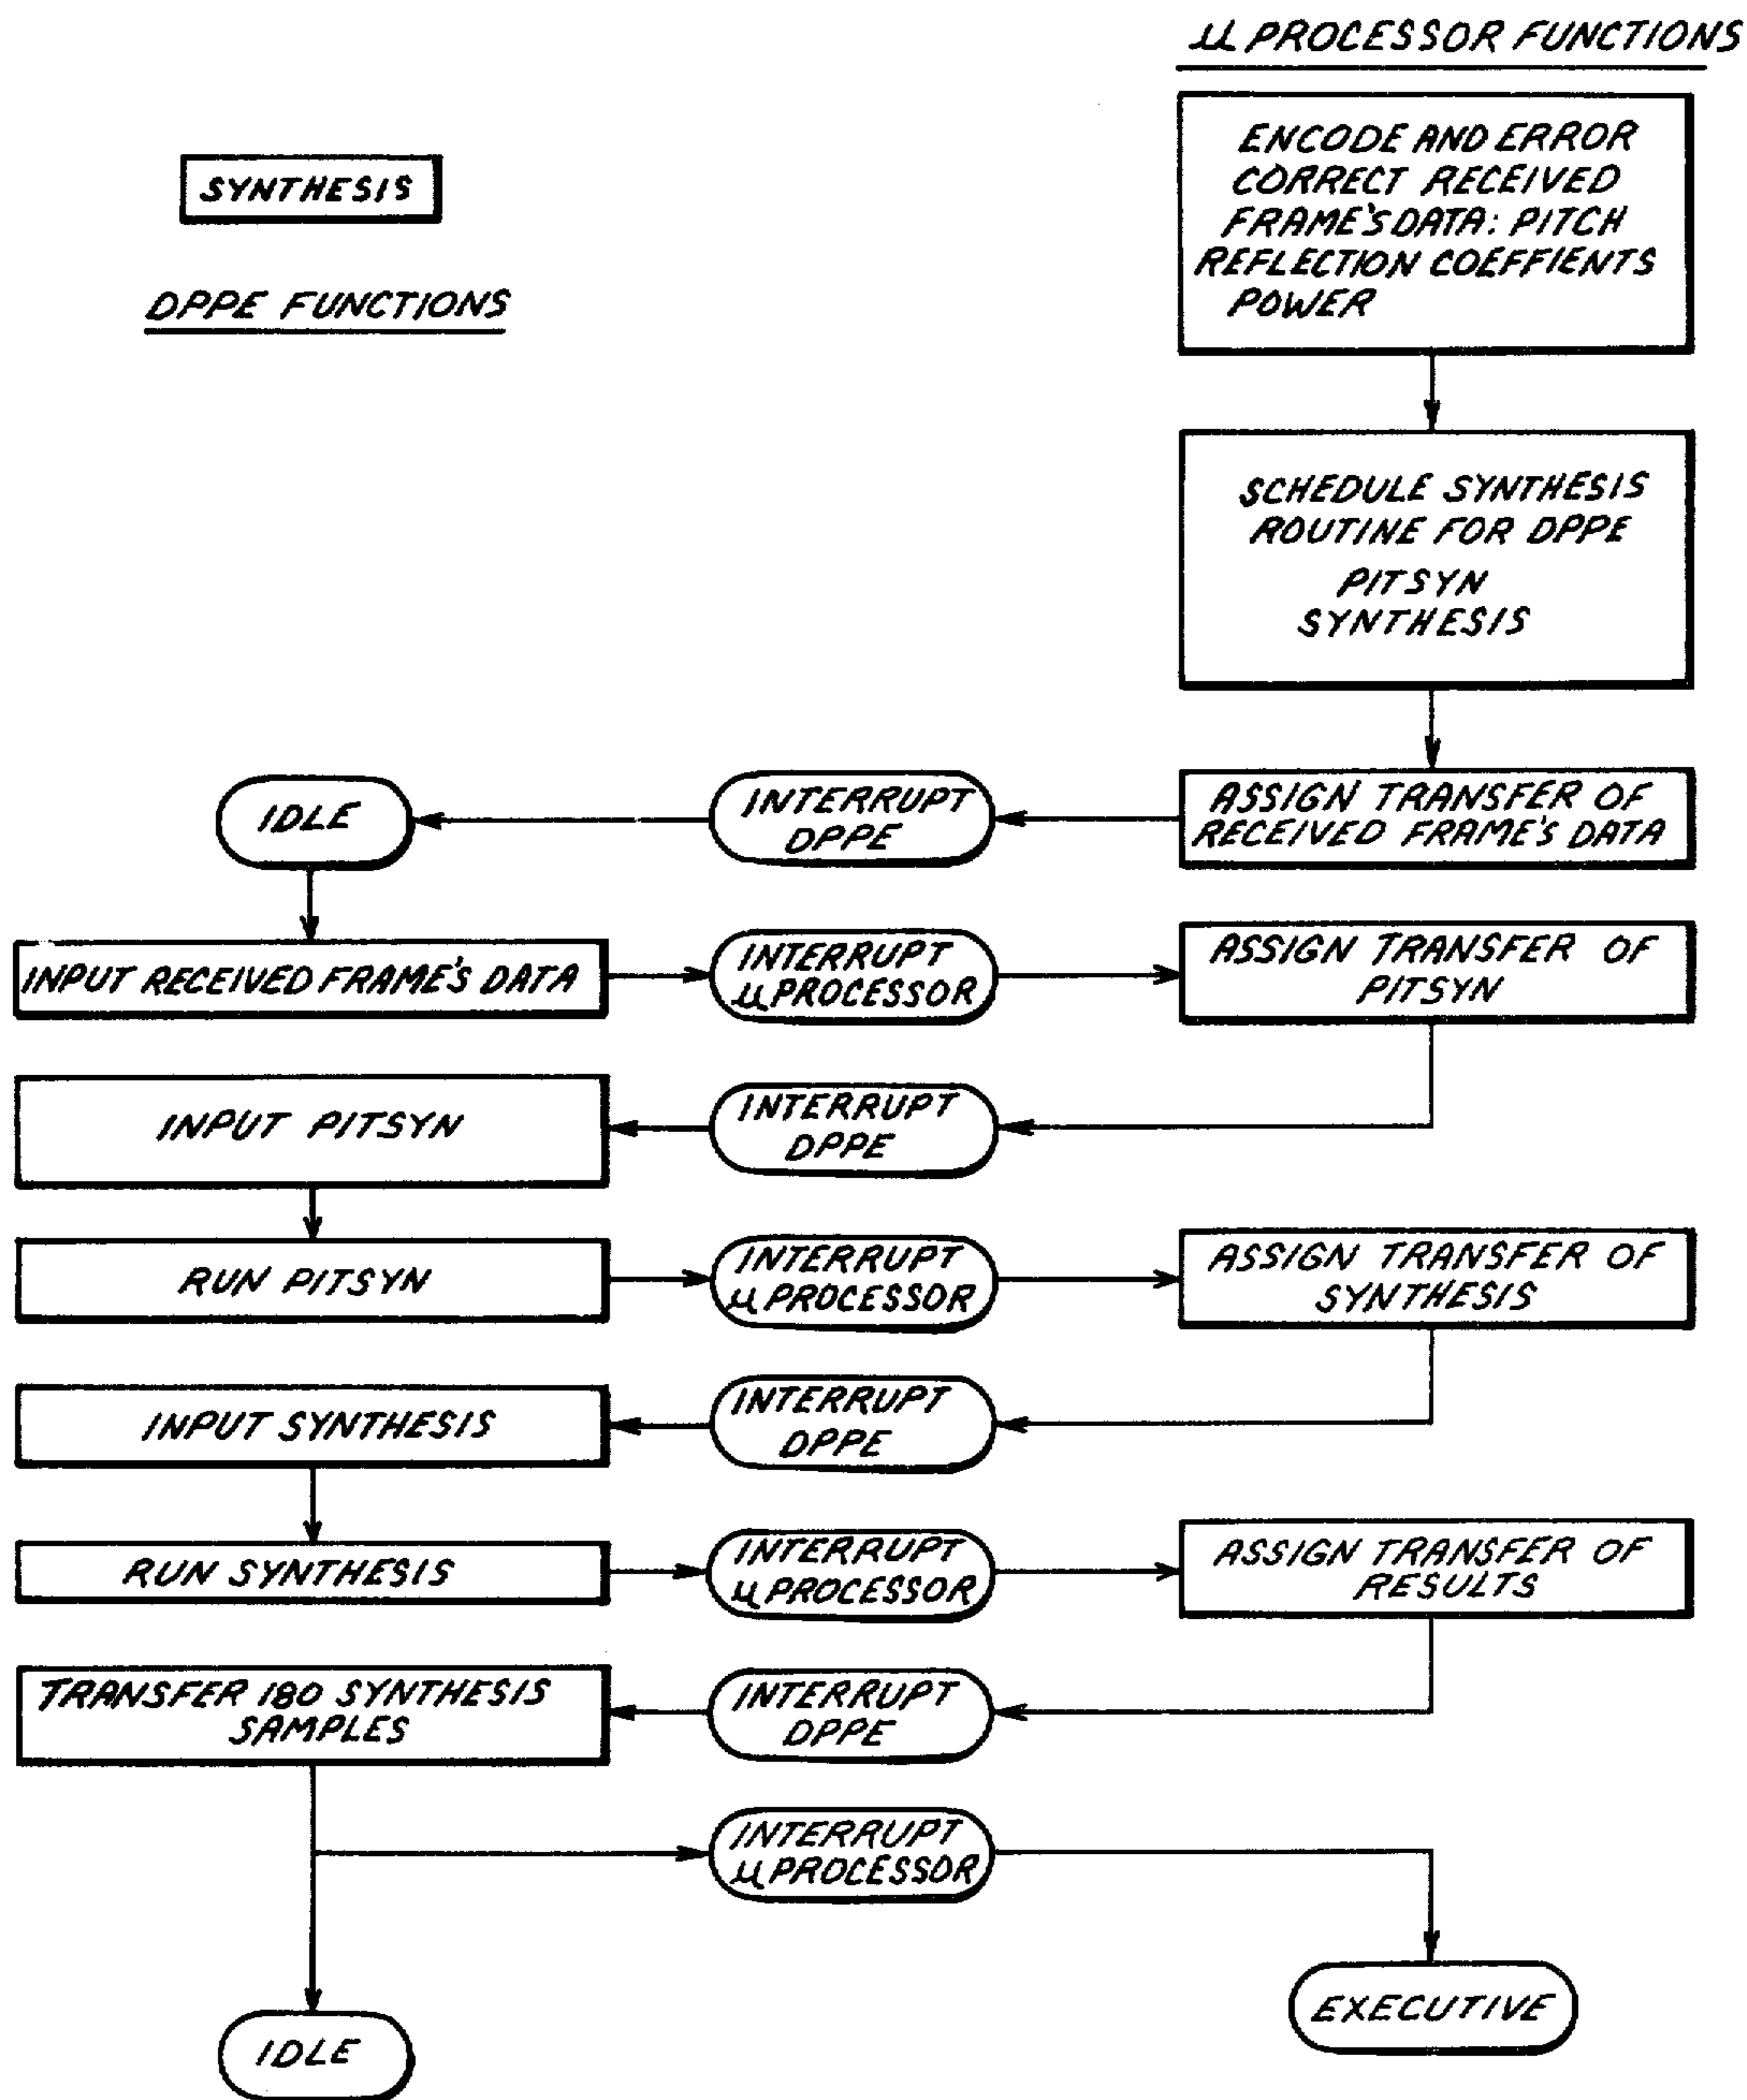 µ PROCESSOR FUNCTIONS
ENCODE AND ERROR
CORRECT RECEIVED
FRAME'S DATA: PITCH
REFLECTION COEFFIENTS
POWER
SYNTHESIS
DPPE FUNCTIONS
SCHEDULE SYNTHESIS
ROUTINE FOR DPPE
PITSYN
SYNTHESIS
IDLE
INTERRUPT
DPPE
ASSIGN TRANSFER OF
RECEIVED FRAME'S DATA
INPUT RECEIVED FRAME'S DATA
INTERRUPT
µ PROCESSOR
ASSIGN TRANSFER OF
PITSYN
INPUT PITSYN
INTERRUPT
DPPE
RUN PITSYN
INTERRUPT
µ PROCESSOR
ASSIGN TRANSFER OF
SYNTHESIS
INPUT SYNTHESIS
INTERRUPT
DPPE
RUN SYNTHESIS
INTERRUPT
µ PROCESSOR
ASSIGN TRANSFER OF
RESULTS
TRANSFER 180 SYNTHESIS
SAMPLES
INTERRUPT
DPPE
INTERRUPT
µ PROCESSOR
EXECUTIVE
IDLE